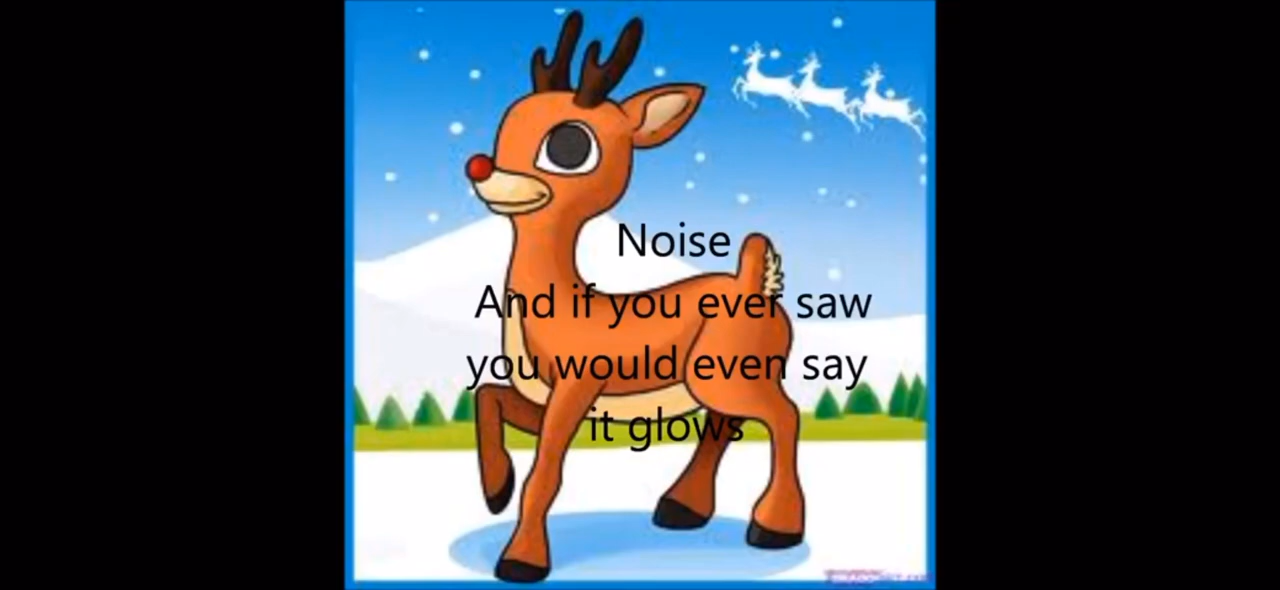 Noise
And if you ever saw
you would even say
it glows